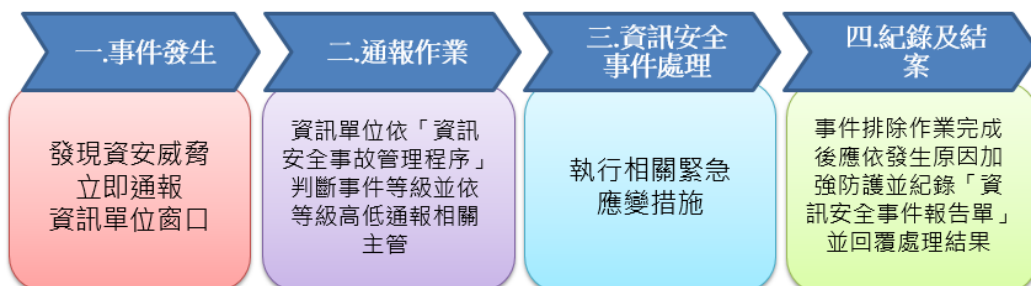 一.事件發生
發現資安威脅
立即通報
資訊單位窗口
二.通報作業
資訊單位依「資訊
安全事故管理程序」
判斷事件等級並依
等級高低通報相關
主管
三.資訊安全
事件處理
執行相關緊急
應變措施
四.紀錄及結
案
事件排除作業完成
後應依發生原因加
強防護並紀錄「資
訊安全事件報告單」
並回覆處理結果